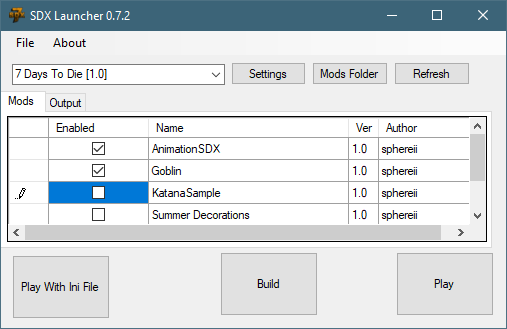 SDX Launcher 0.7.2
File About
7 Days To Die [1.0] Settings Mods Folder Refresh
Mods Output
Enabled Name Ver Author
AnimationSDX 1.0 sphereii
Goblin 1.0 sphereii
KatanaSample 1.0 sphereii
Summer Decorations 1.0 sphereii
Play With Ini File Build Play